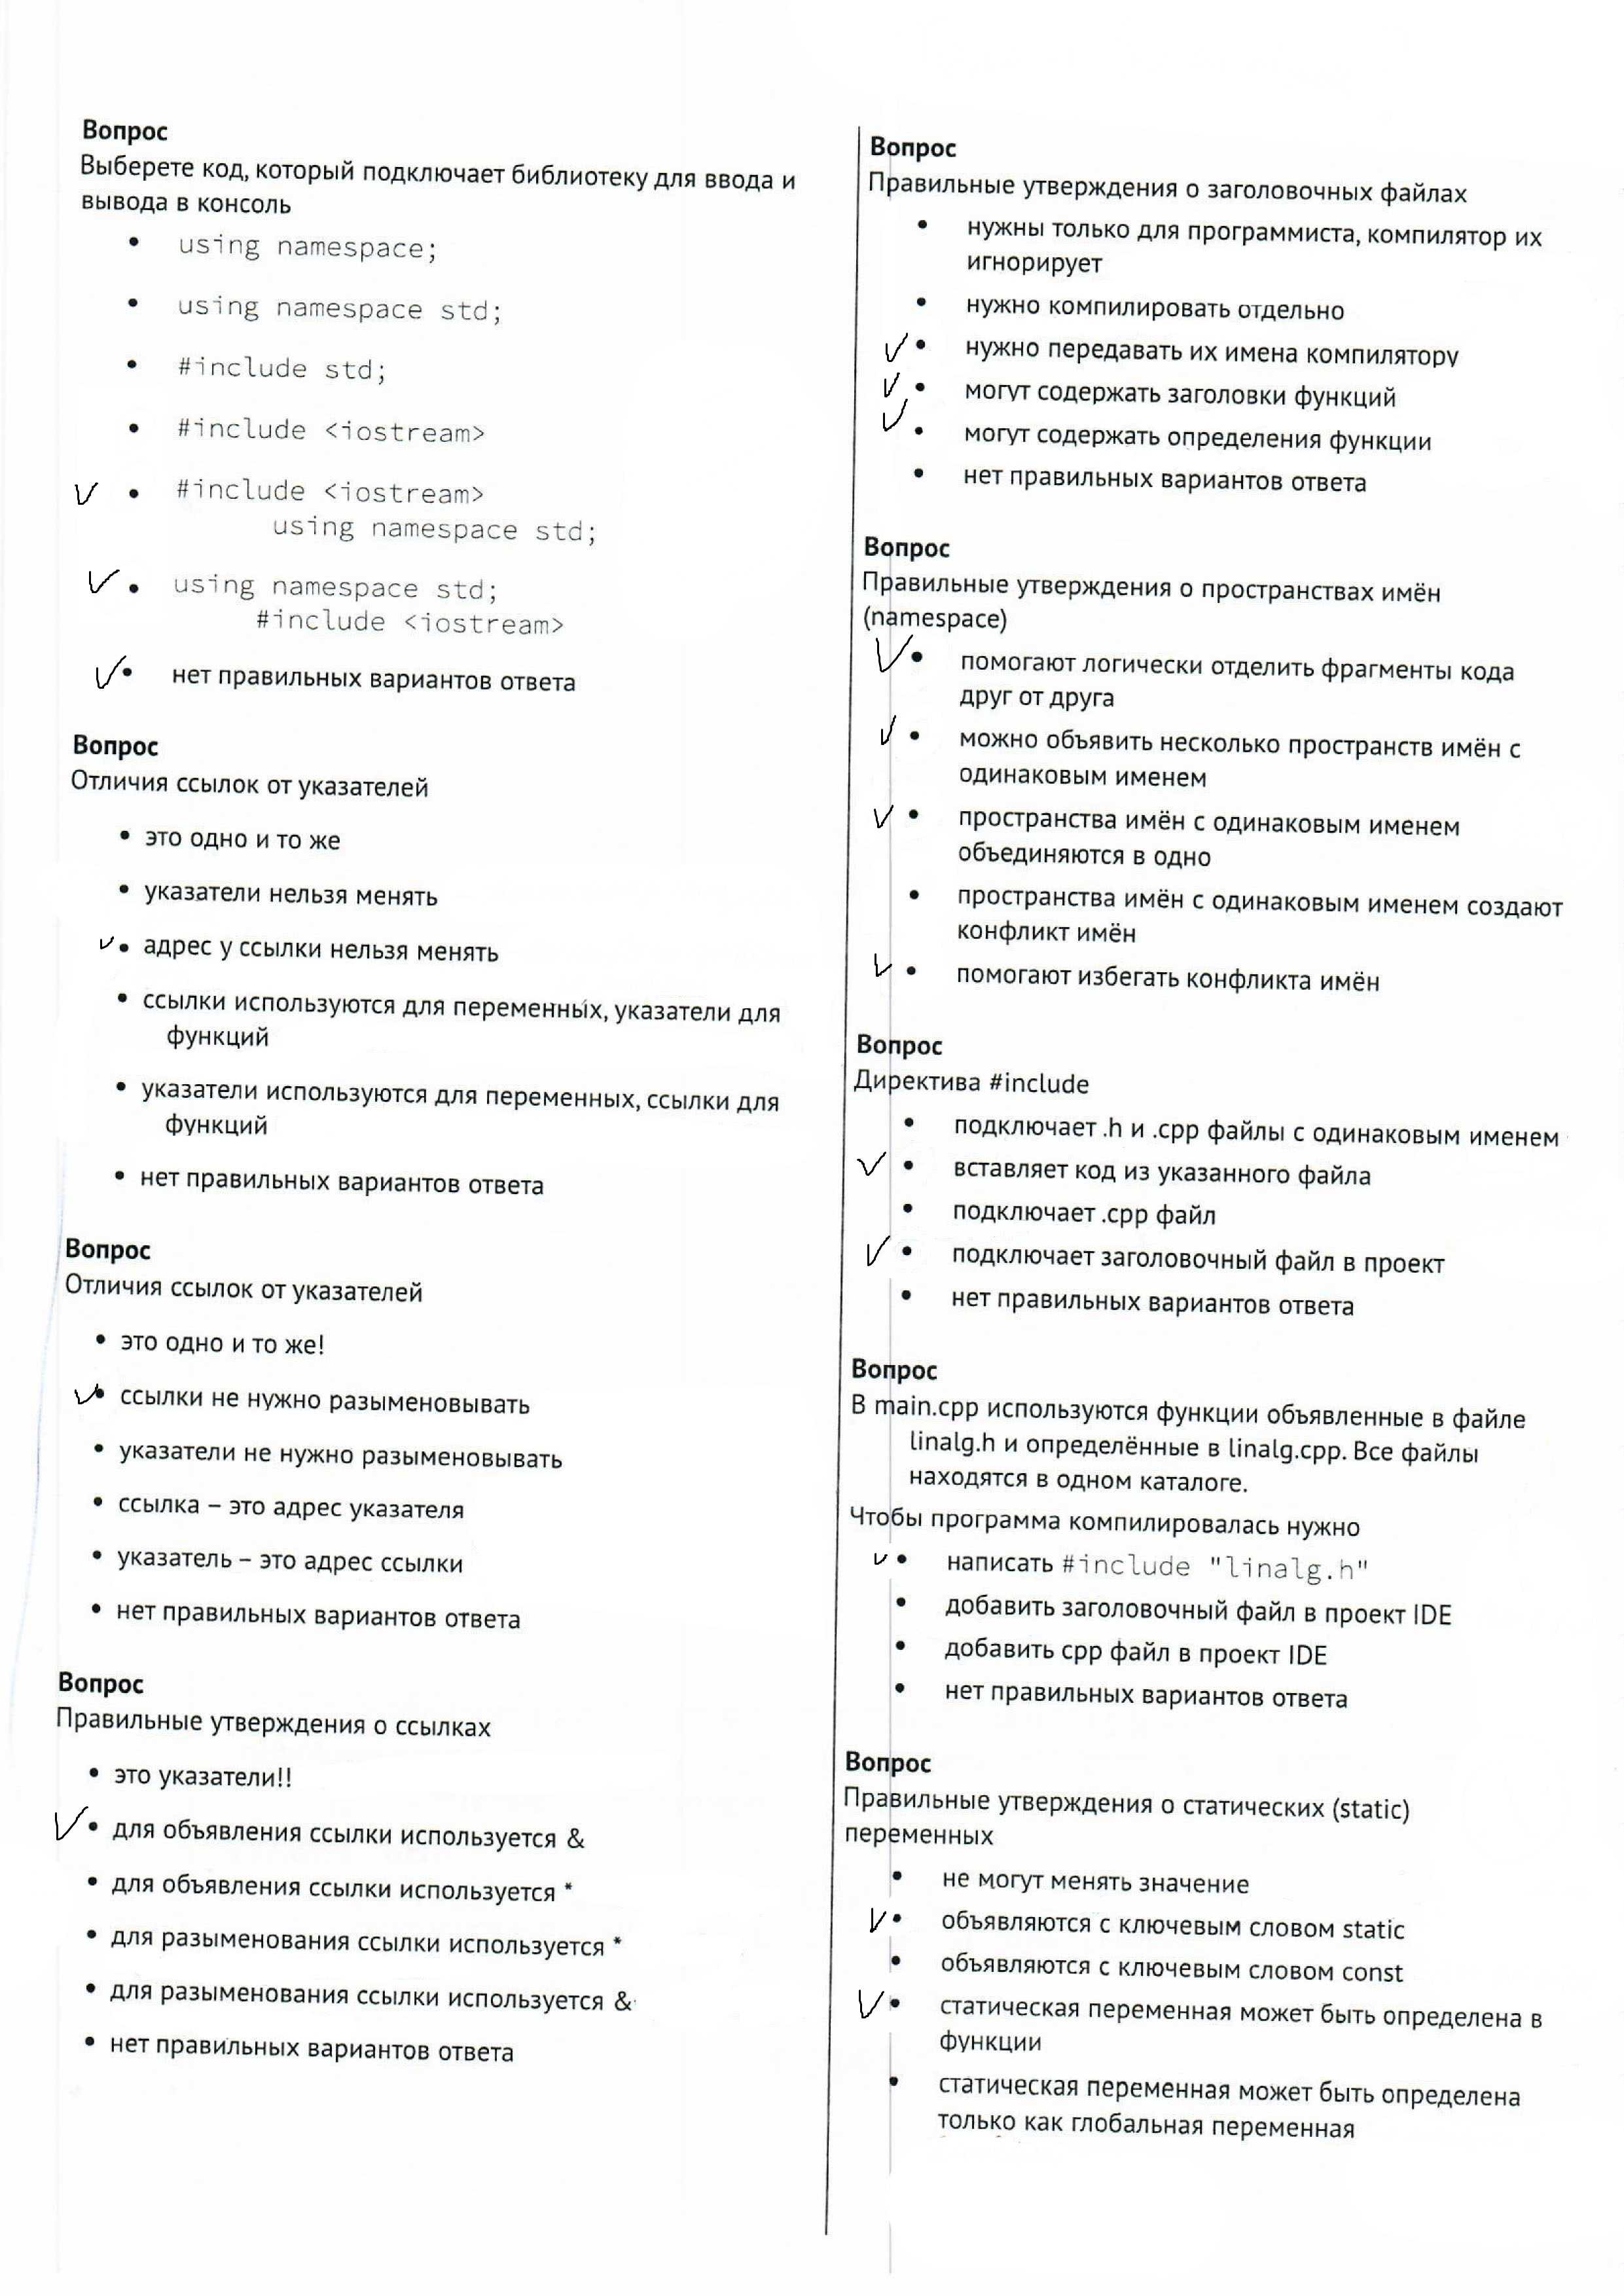 Вопрос
Выберете код, который подключает библиотеку для ввода и
вывода в консоль
• using namespace;
• using namespace std;
• #include std;
• #include <iostream>
✓ • #include <iostream>
using namespace std;
✓ • using namespace std;
#include <iostream>
✓ • нет правильных вариантов ответа
Вопрос
Отличия ссылок от указателей
• это одно и то же
• указатели нельзя менять
✓ • адрес у ссылки нельзя менять
• ссылки используются для переменных, указатели для
функций
• указатели используются для переменных, ссылки для
функций
• нет правильных вариантов ответа
Вопрос
Отличия ссылок от указателей
• это одно и то же!
✓ • ссылки не нужно разыменовывать
• указатели не нужно разыменовывать
• ссылка – это адрес указателя
• указатель – это адрес ссылки
• нет правильных вариантов ответа
Вопрос
Правильные утверждения о ссылках
• это указатели!!
✓ • для объявления ссылки используется &
• для объявления ссылки используется *
• для разыменования ссылки используется *
• для разыменования ссылки используется &
• нет правильных вариантов ответа
Вопрос
Правильные утверждения о заголовочных файлах
• нужны только для программиста, компилятор их
игнорирует
• нужно компилировать отдельно
✓ • нужно передавать их имена компилятору
✓ • могут содержать заголовки функций
✓ • могут содержать определения функции
• нет правильных вариантов ответа
Вопрос
Правильные утверждения о пространствах имён
(namespace)
✓ • помогают логически отделить фрагменты кода
друг от друга
✓ • можно объявить несколько пространств имён с
одинаковым именем
✓ • пространства имён с одинаковым именем
объединяются в одно
• пространства имён с одинаковым именем создают
конфликт имён
✓ • помогают избегать конфликта имён
Вопрос
Директива #include
• подключает .h и .cpp файлы с одинаковым именем
✓ • вставляет код из указанного файла
• подключает .cpp файл
✓ • подключает заголовочный файл в проект
• нет правильных вариантов ответа
Вопрос
В main.cpp используются функции объявленные в файле
linalg.h и определённые в linalg.cpp. Все файлы
находятся в одном каталоге.
Чтобы программа компилировалась нужно
✓ • написать #include "linalg.h"
• добавить заголовочный файл в проект IDE
• добавить cpp файл в проект IDE
• нет правильных вариантов ответа
Вопрос
Правильные утверждения о статических (static)
переменных
• не могут менять значение
✓ • объявляются с ключевым словом static
• объявляются с ключевым словом const
✓ • статическая переменная может быть определена в
функции
• статическая переменная может быть определена
только как глобальная переменная